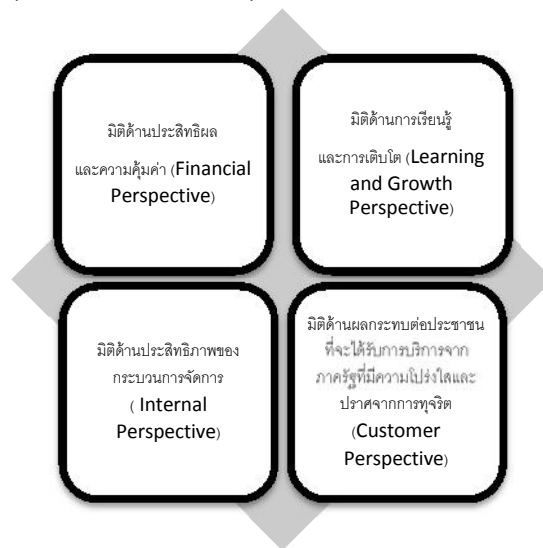 มิติด้านประสิทธิผล
และความคุ้มค่า (Financial
Perspective)
มิติด้านการเรียนรู้
และการเติบโต (Learning
and Growth
Perspective)
มิติด้านประสิทธิภาพของ
กระบวนการจัดการ
( Internal
Perspective)
มิติด้านผลกระทบต่อประชาชน
ที่จะได้รับการบริการจาก
ภาครัฐที่มีความโปร่งใสและ
ปราศจากการทุจริต
(Customer
Perspective)